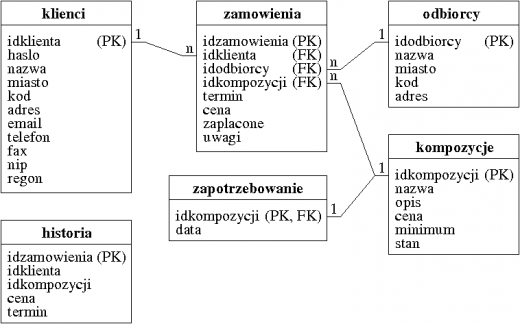 klienci
idklienta (PK)
haslo
nazwa
miasto
kod
adres
email
telefon
fax
nip
regon
1
n
zamowienia
idzamowienia (PK)
idklienta (FK)
idodbiorcy (FK)
idkompozycji (FK)
termin
cena
zaplacone
uwagi
n
n
1
odbiorcy
idodbiorcy (PK)
nazwa
miasto
kod
adres
kompozycje
idkompozycji (PK)
nazwa
opis
cena
minimum
stan
1
zapotrzebowanie
idkompozycji (PK, FK)
data
1
historia
idzamowienia (PK)
idklienta
idkompozycji
cena
termin